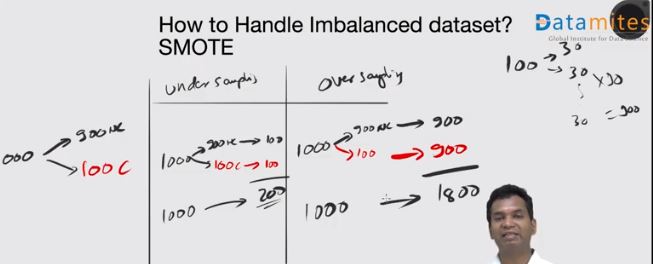 How to Handle Imbalanced dataset?
SMOTE
Datamites
Global Institute for Data Science
100 → 30
→ 30
30
x30
= 900
under sampling
over sampling
000
900NC
100C
1000
900NC → 100
100C → 100
200
1000 → 200
1000
900NC → 900
100 → 900
1000 → 1800